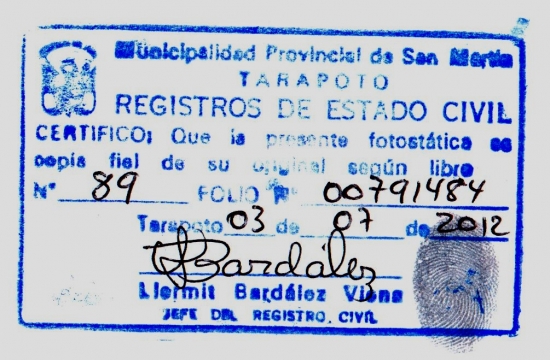 Municipalidad Provincial de San Martín
TARAPOTO
REGISTROS DE ESTADO CIVIL
CERTIFICO: Que la presente fotostática es
copia fiel de su original según libro
N° 89 FOLIO N° 00791484
Tarapoto 03 de 07 de 2012
Bardález
Llermit Bardález Viena
JEFE DEL REGISTRO, CIVIL